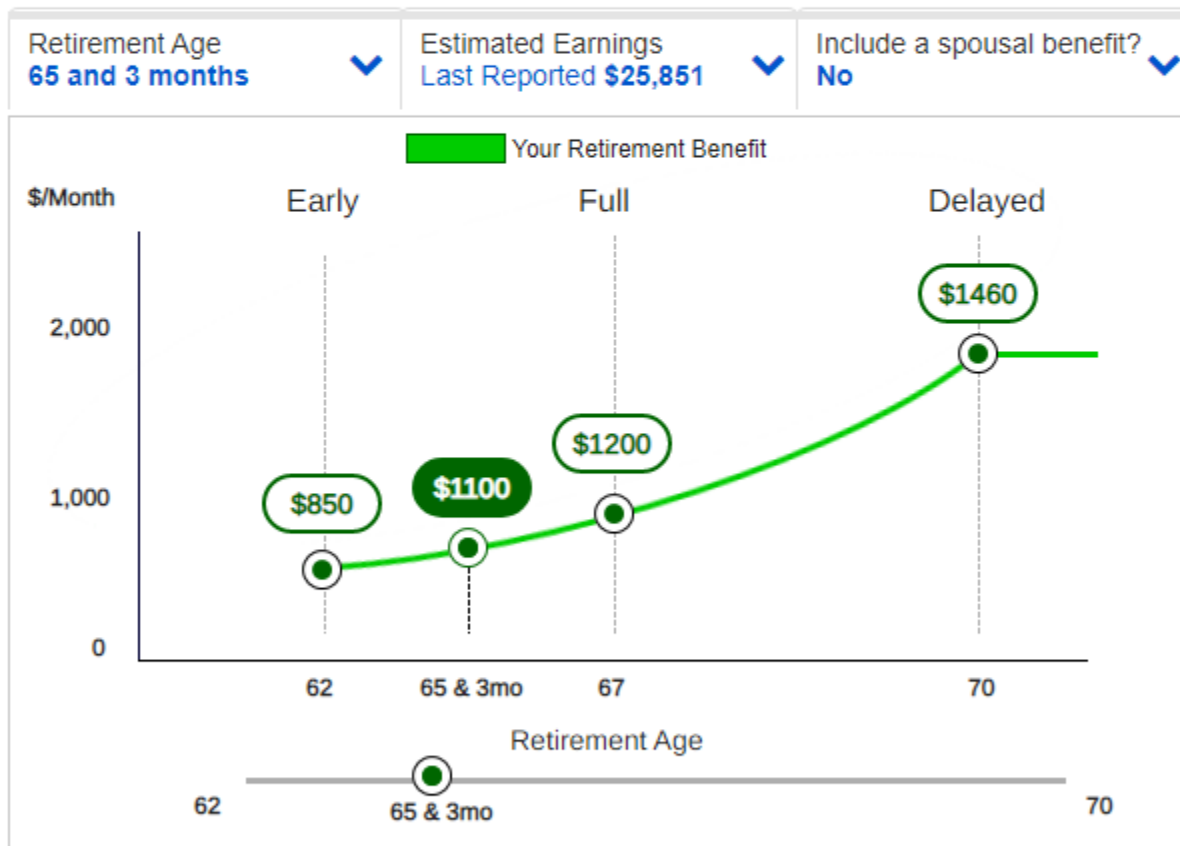 Retirement Age
65 and 3 months
Estimated Earnings
Last Reported $25,851
Include a spousal benefit?
No
Your Retirement Benefit
$/Month
Early
Full
Delayed
$1460
2,000
$1200
$1100
$850
1,000
0
62
65 & 3mo
67
70
Retirement Age
62
65 & 3mo
70